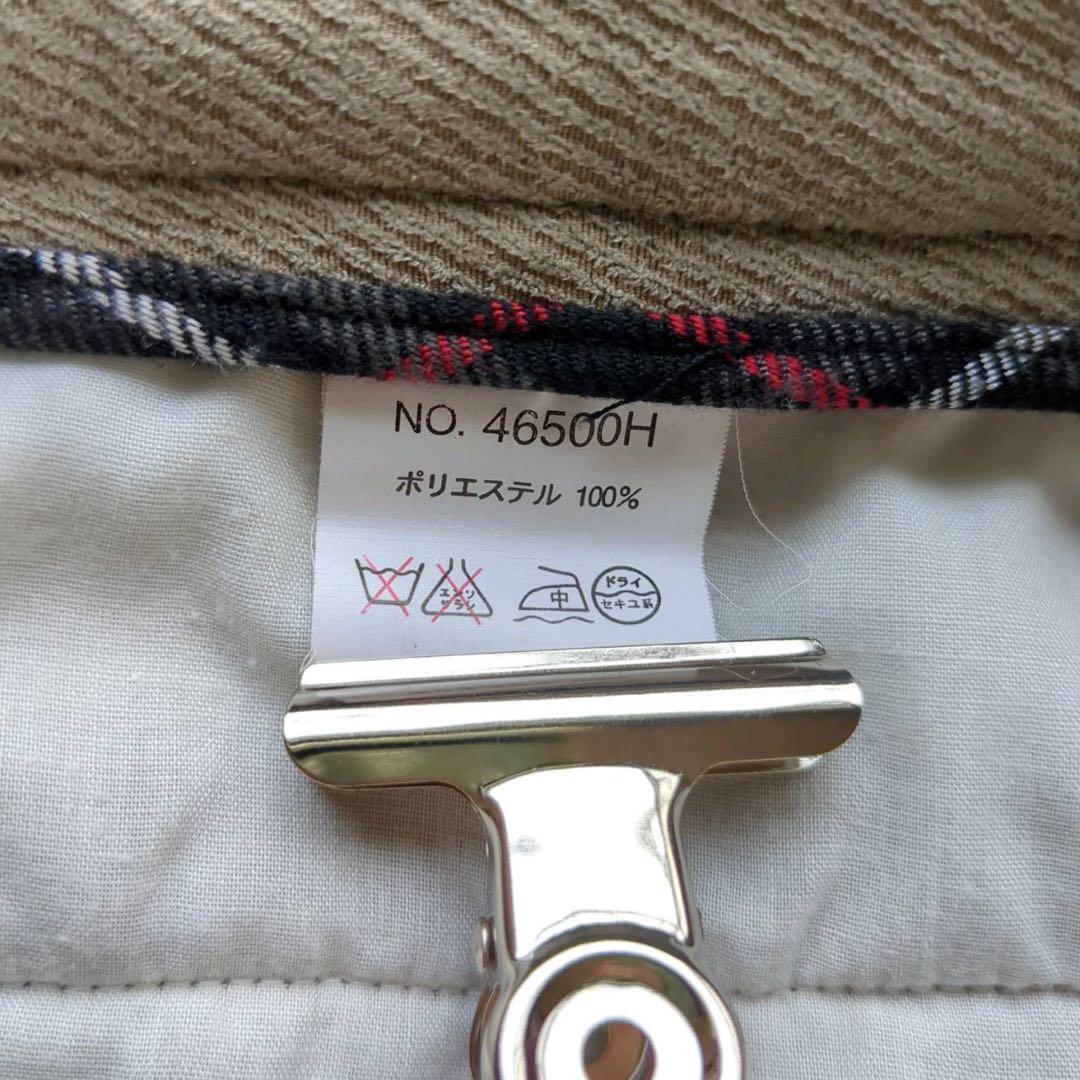 NO. 46500H
ポリエステル 100%
エンソ
サラシ
中
ドライ
セキユ系